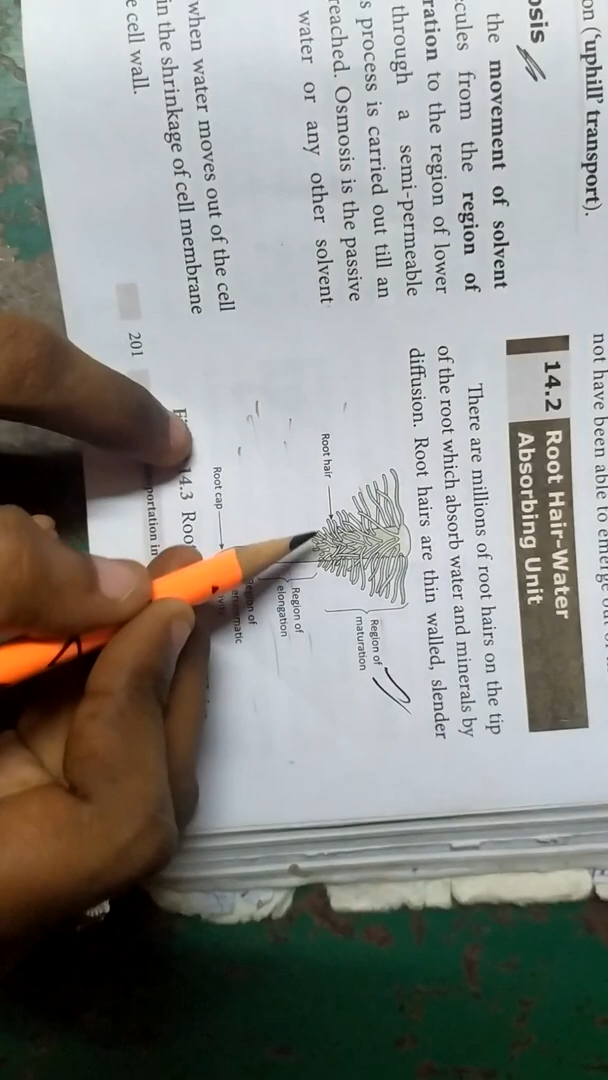 on ('uphill' transport).
osis
the movement of solvent
cules from the region of
ration to the region of lower
through a semi-permeable
s process is carried out till an
reached. Osmosis is the passive
water or any other solvent
when water moves out of the cell
in the shrinkage of cell membrane
e cell wall.
201
not have been able to emerge out of
14.2 Root Hair-Water
Absorbing Unit
There are millions of root hairs on the tip
of the root which absorb water and minerals by
diffusion. Root hairs are thin walled, slender
Region of
maturation
Root hair
Region of
elongation
Root cap
14.3 Roo
portation in